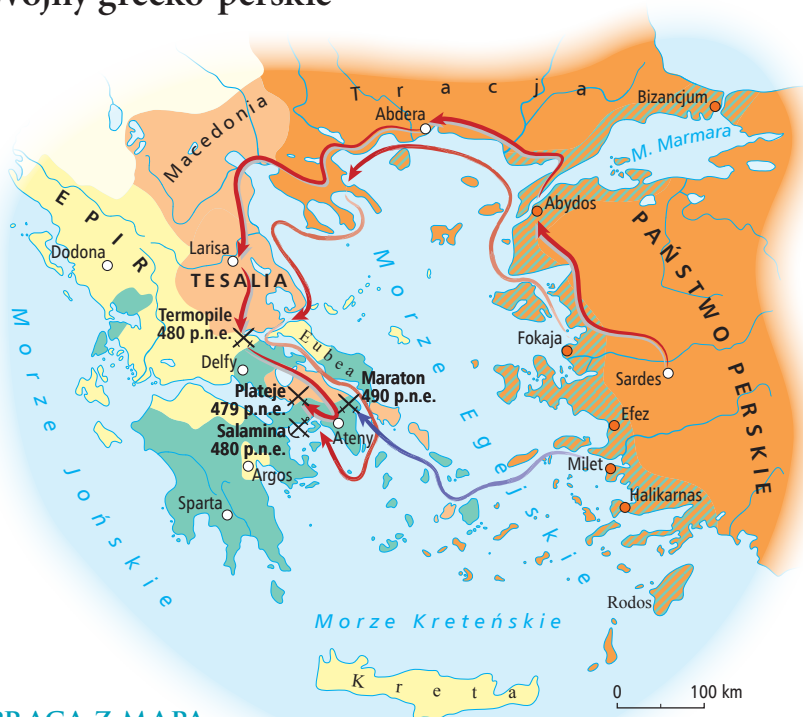 wojny grecko-perskie
Tracja
Abdera
Bizancjum
M. Marmara
Macedonia
Abydos
EPIR
PAŃSTWO PERSKIE
Dodona
Larisa
TESALIA
Morze Egejskie
Termopile
480 p.n.e.
Eubea
Fokaja
Delfy
Sardes
Maraton
490 p.n.e.
Plateje
479 p.n.e.
Efez
Salamina
480 p.n.e.
Ateny
Milet
Argos
Halikarnas
Sparta
Morze Jońskie
Rodos
Morze Kreteńskie
Kreta
0 100 km
PRACA Z MAPĄ